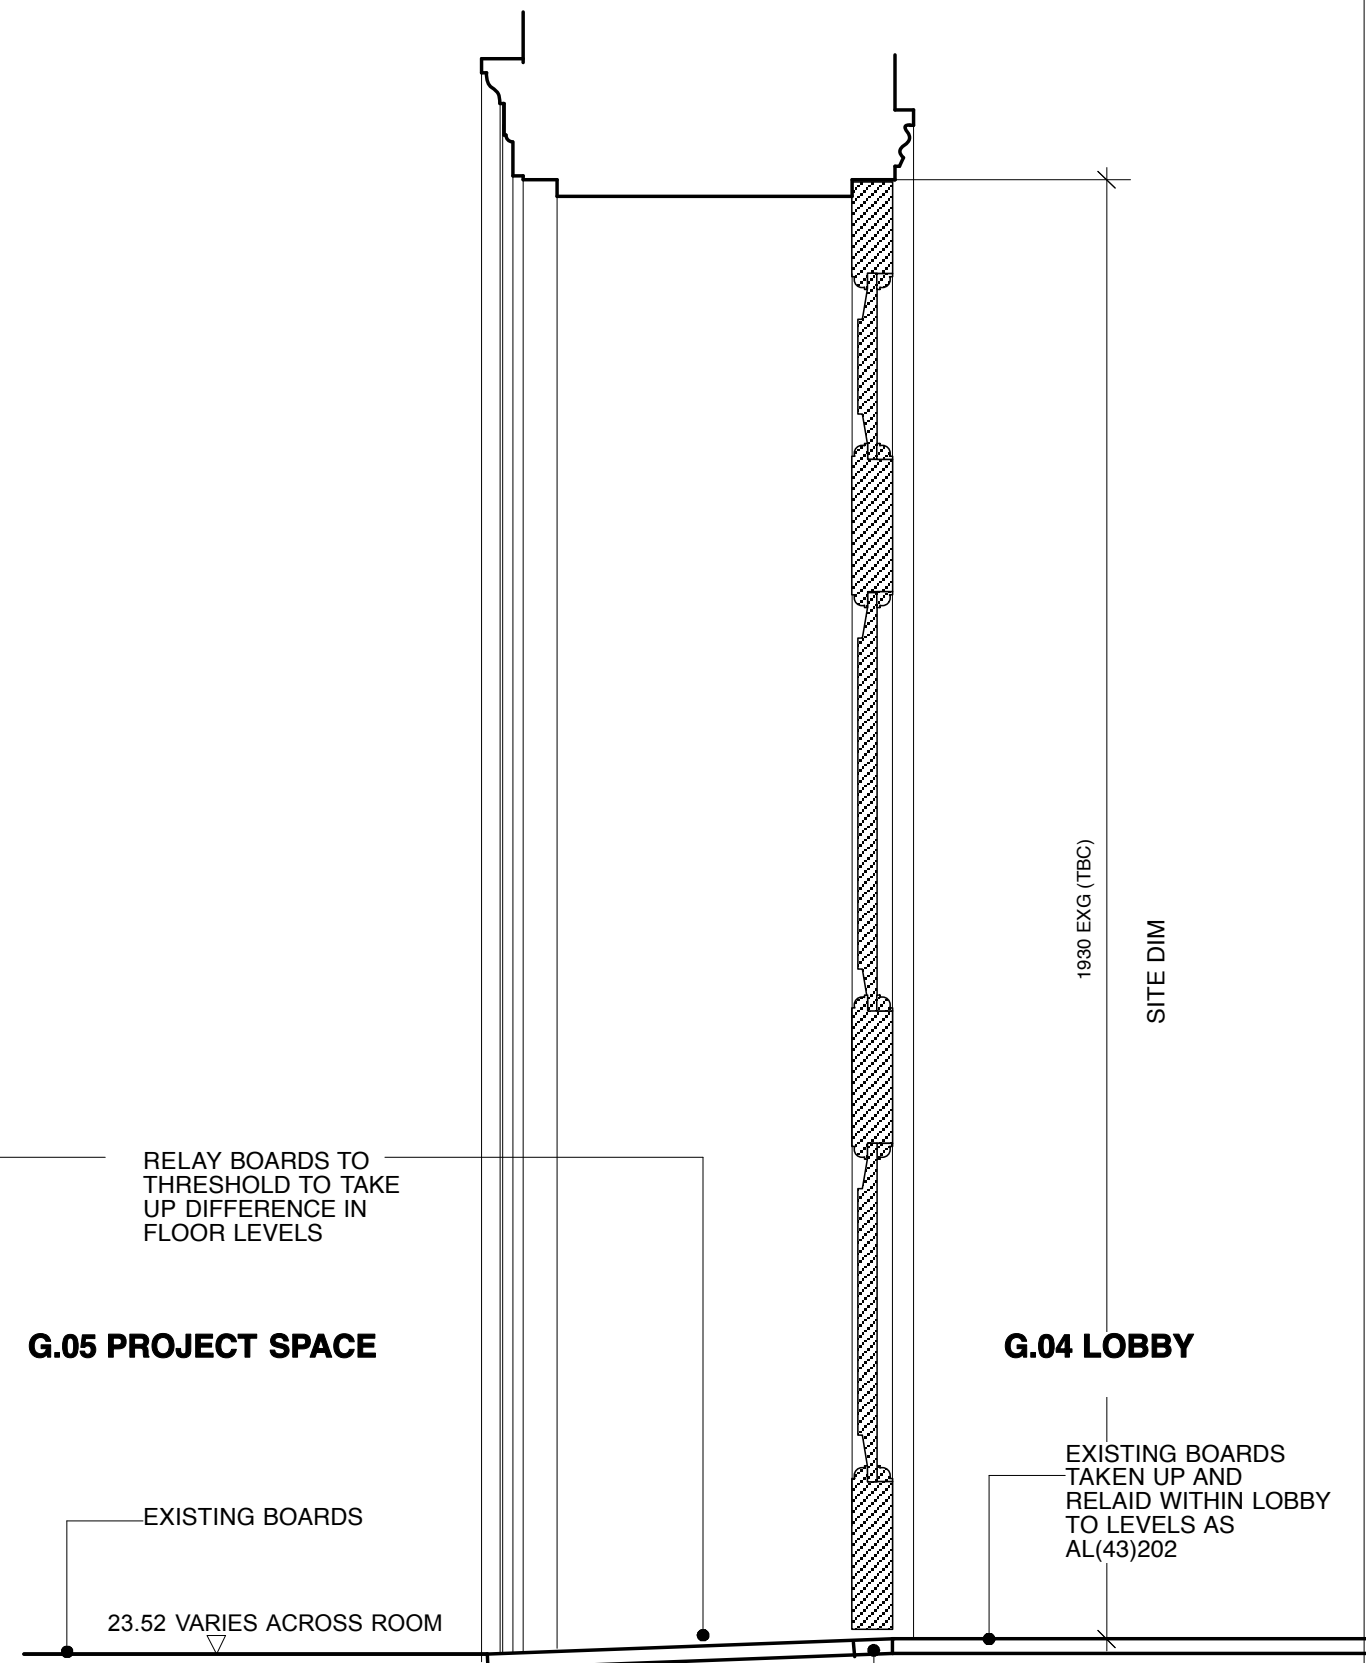 1930 EXG (TBC)
SITE DIM
RELAY BOARDS TO
THRESHOLD TO TAKE
UP DIFFERENCE IN
FLOOR LEVELS
G.05 PROJECT SPACE
G.04 LOBBY
EXISTING BOARDS
TAKEN UP AND
RELAID WITHIN LOBBY
TO LEVELS AS
AL(43)202
EXISTING BOARDS
23.52 VARIES ACROSS ROOM